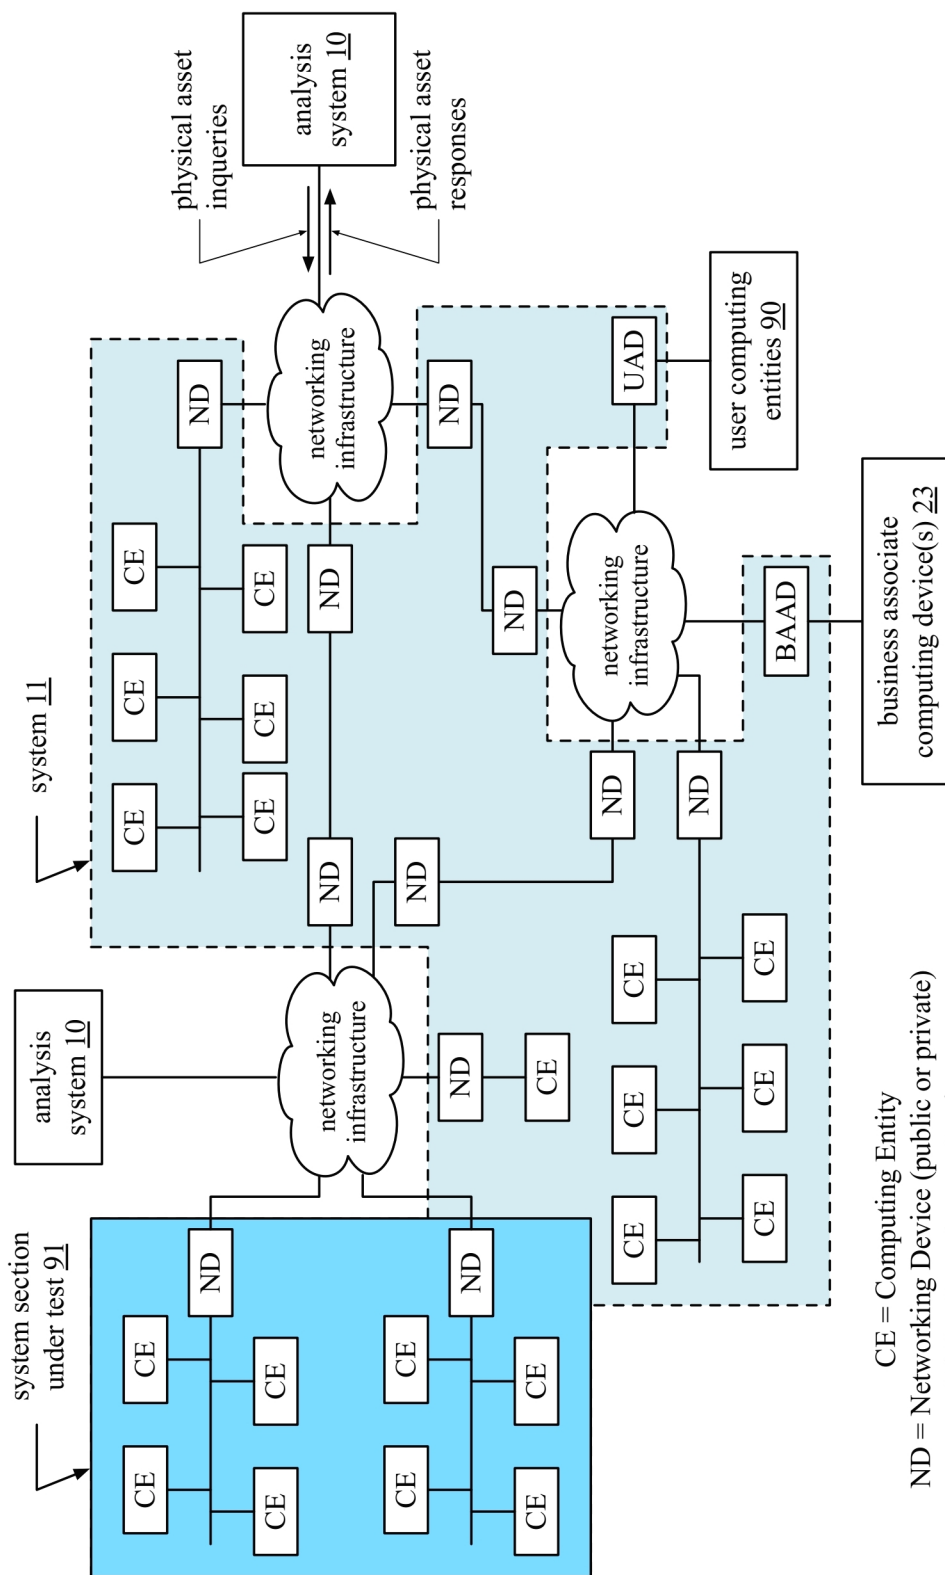 system section
under test 91
CE
CE
CE
CE
ND
CE
CE
CE
CE
ND
analysis
system 10
networking
infrastructure
ND
CE
system 11
CE
CE
CE
CE
CE
CE
ND
ND
ND
ND
networking
infrastructure
physical asset
inqueries
analysis
system 10
physical asset
responses
ND
ND
ND
ND
networking
infrastructure
CE
CE
CE
CE
CE
CE
UAD
user computing
entities 90
BAAD
business associate
computing device(s) 23
CE = Computing Entity
ND = Networking Device (public or private)